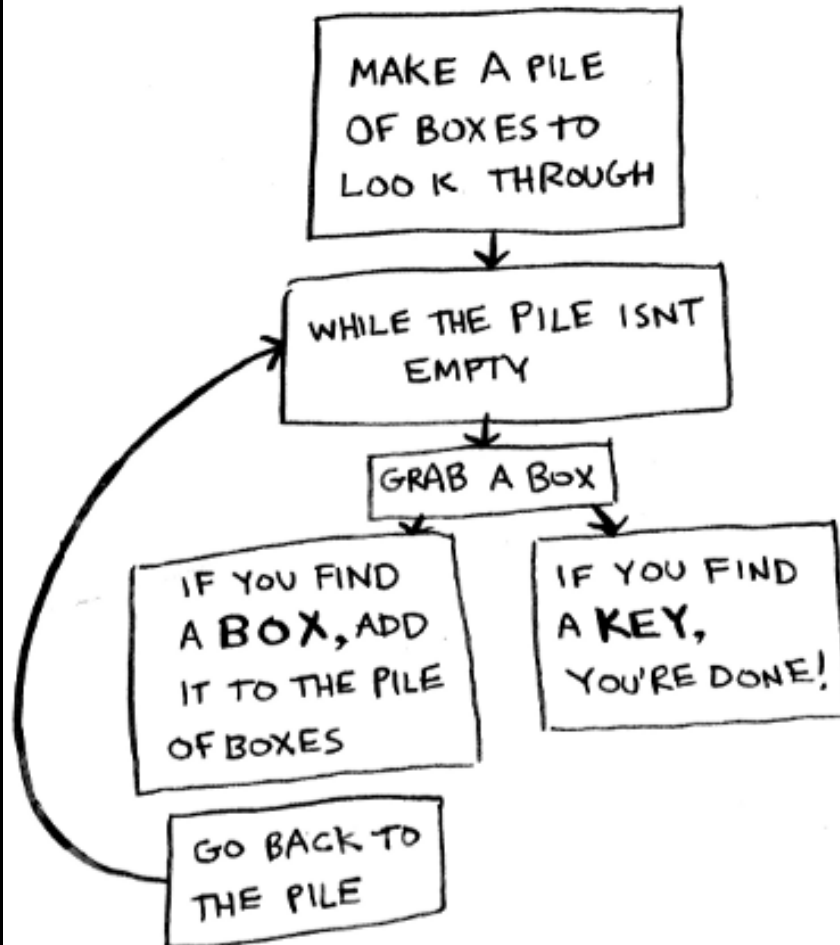 MAKE A PILE
OF BOXES TO
LOOK THROUGH
WHILE THE PILE ISNT
EMPTY
GRAB A BOX
IF YOU FIND
A BOX, ADD
IT TO THE PILE
OF BOXES
IF YOU FIND
A KEY,
YOU'RE DONE!
GO BACK TO
THE PILE